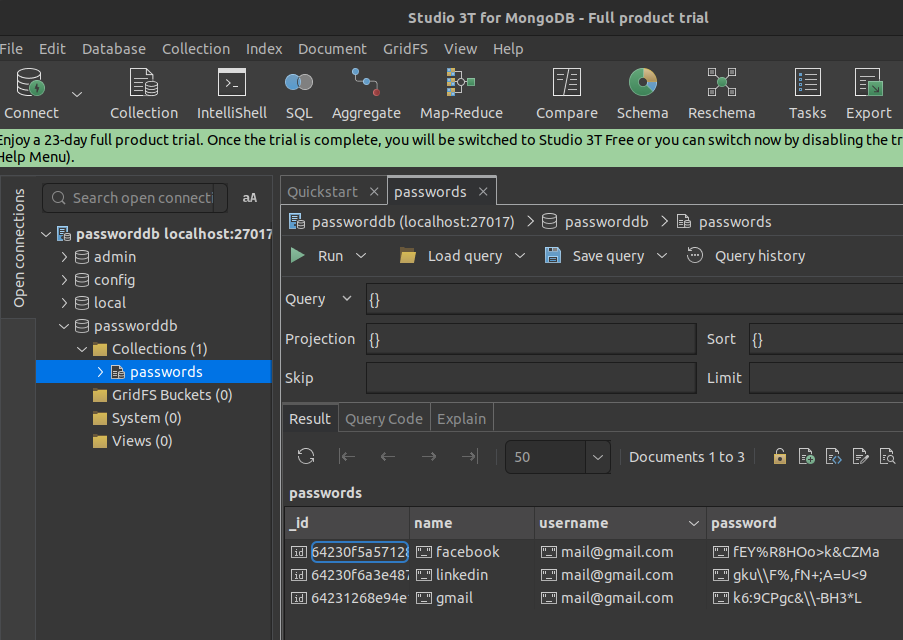 Studio 3T for MongoDB - Full product trial
File Edit Database Collection Index Document GridFS View Help
Connect Collection IntelliShell SQL Aggregate Map-Reduce Compare Schema Reschema Tasks Export
Enjoy a 23-day full product trial. Once the trial is complete, you will be switched to Studio 3T Free or you can switch now by disabling the tr
Help Menu).
Open connections
Search open connecti aA
passworddb localhost:27017
admin
config
local
passworddb
Collections (1)
passwords
GridFS Buckets (0)
System (0)
Views (0)
Quickstart × passwords ×
passworddb (localhost:27017) > passworddb > passwords
Run Load query Save query Query history
Query {}
Projection {} Sort {}
Skip Limit
Result Query Code Explain
50 Documents 1 to 3
passwords
_id name username password
64230f5a57128 facebook mail@gmail.com fEY%R8HOo>k&CZMa
64230f6a3e487 linkedin mail@gmail.com gku\\F%,fN+;A=U<9
64231268e94e gmail mail@gmail.com k6:9CPgc&\\-BH3*L